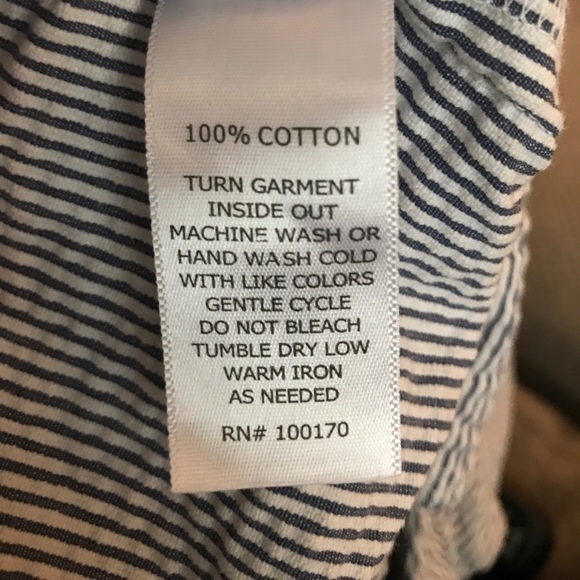 100% COTTON
TURN GARMENT
INSIDE OUT
MACHINE WASH OR
HAND WASH COLD
WITH LIKE COLORS
GENTLE CYCLE
DO NOT BLEACH
TUMBLE DRY LOW
WARM IRON
AS NEEDED
RN# 100170